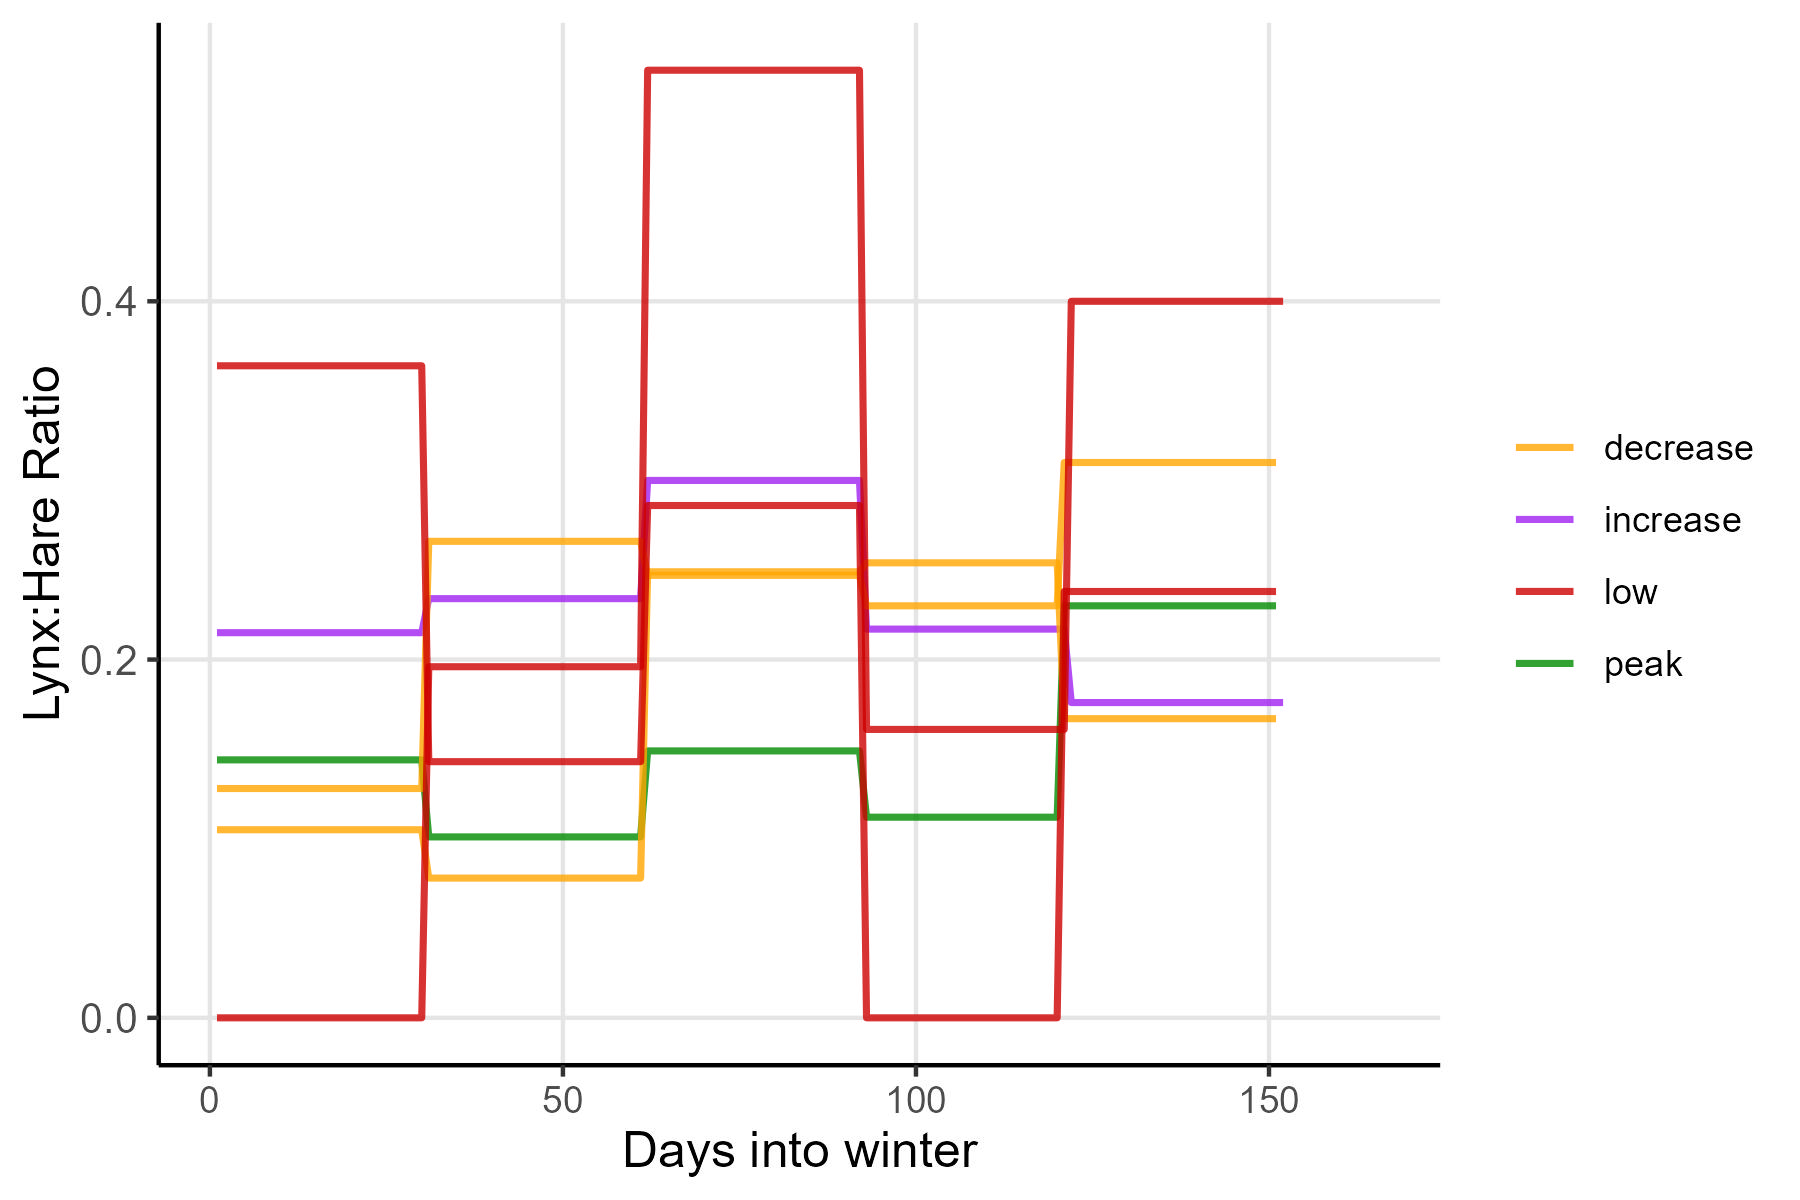 Lynx:Hare Ratio
0.4
0.2
0.0
0
50
100
150
Days into winter
decrease
increase
low
peak